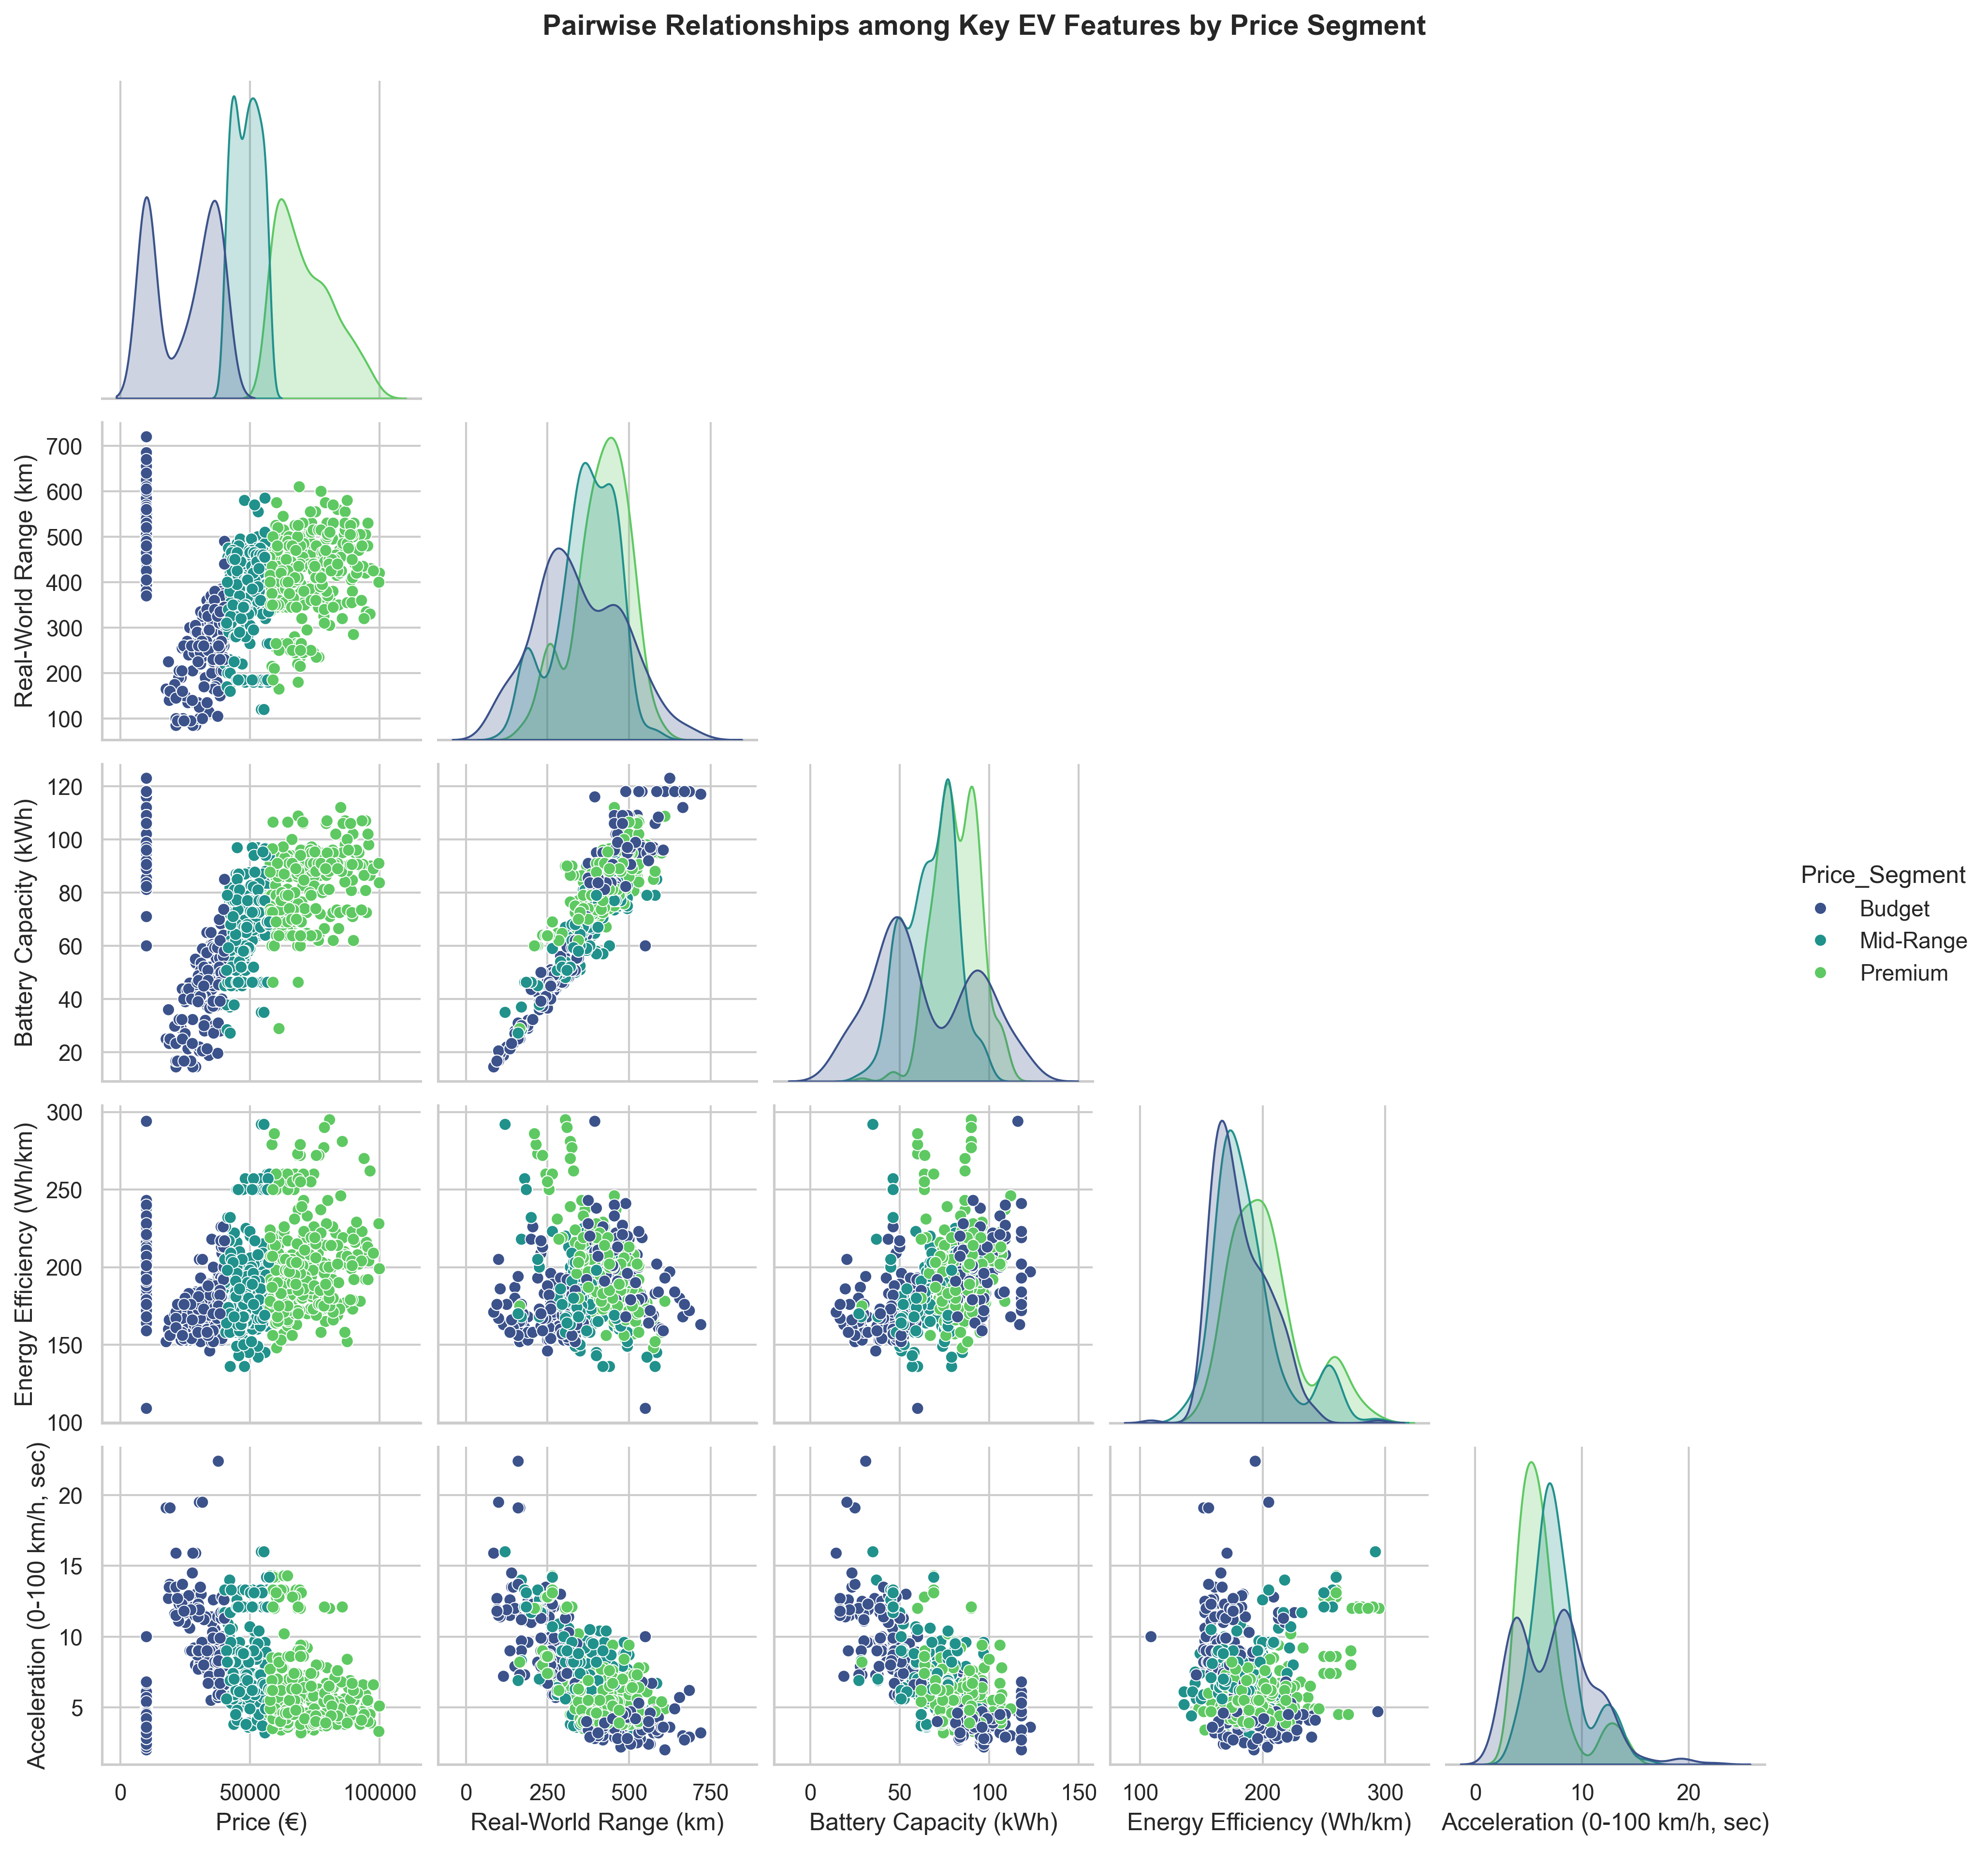 Pairwise Relationships among Key EV Features by Price Segment
Real-World Range (km)
700
600
500
400
300
200
100
Battery Capacity (kWh)
120
100
80
60
40
20
Price_Segment
Budget
Mid-Range
Premium
Energy Efficiency (Wh/km)
300
250
200
150
100
Acceleration (0-100 km/h, sec)
20
15
10
5
0 50000 100000
0 250 500 750
0 50 100 150
100 200 300
0 10 20
Price (€)
Real-World Range (km)
Battery Capacity (kWh)
Energy Efficiency (Wh/km)
Acceleration (0-100 km/h, sec)